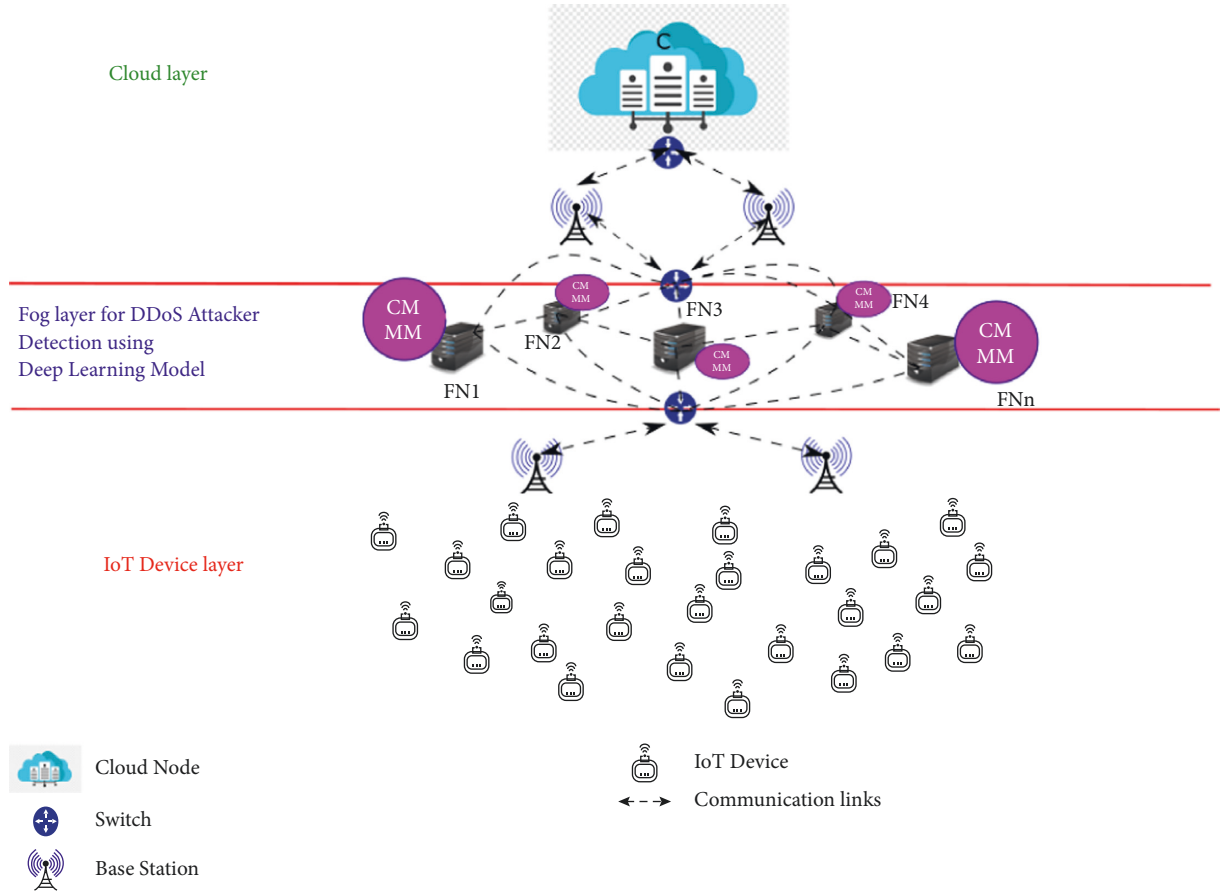 C
Cloud layer
Fog layer for DDoS Attacker
Detection using
Deep Learning Model
CM
MM
FN1
CM
MM
FN2
FN3
CM
MM
CM
MM
FN4
CM
MM
FNn
IoT Device layer
Cloud Node
Switch
Base Station
IoT Device
Communication links